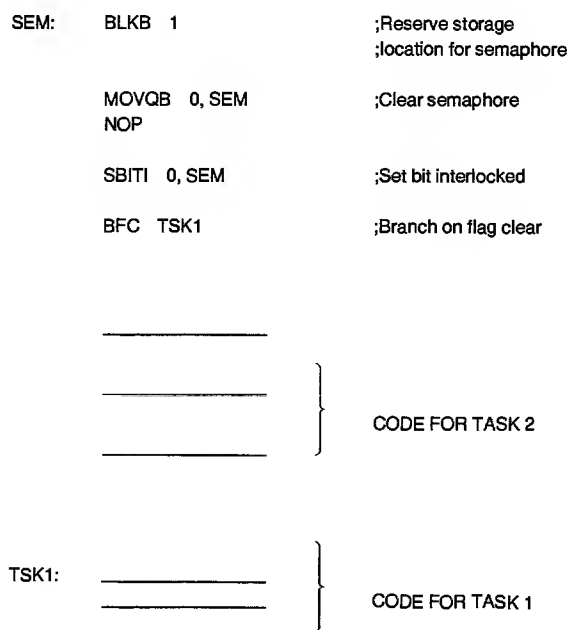 SEM: BLKB 1 ;Reserve storage
;location for semaphore
MOVQB 0, SEM ;Clear semaphore
NOP
SBITI 0, SEM ;Set bit interlocked
BFC TSK1 ;Branch on flag clear
CODE FOR TASK 2
TSK1:
CODE FOR TASK 1